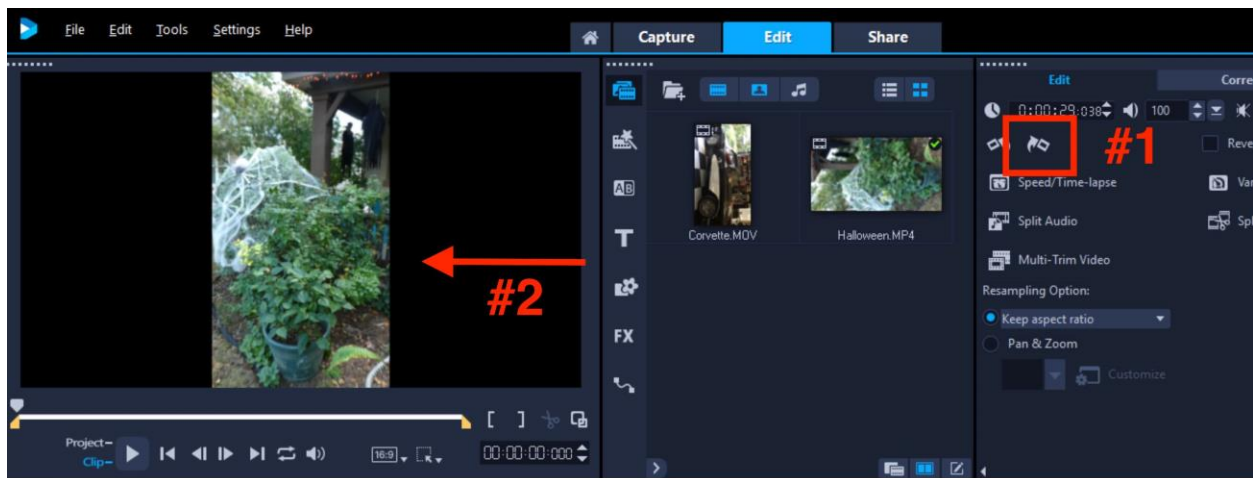 File Edit Tools Settings Help
Capture Edit Share
Edit Corre
0:00:29:038 100
#1
Reve
Speed/Time-lapse Var
Split Audio Spl
Multi-Trim Video
Resampling Option:
Keep aspect ratio
Pan & Zoom
Customize
AB
T
FX
Corvette.MOV Halloween.MP4
#2
[ ]
Project
Clip
16:9
00:00:00:000